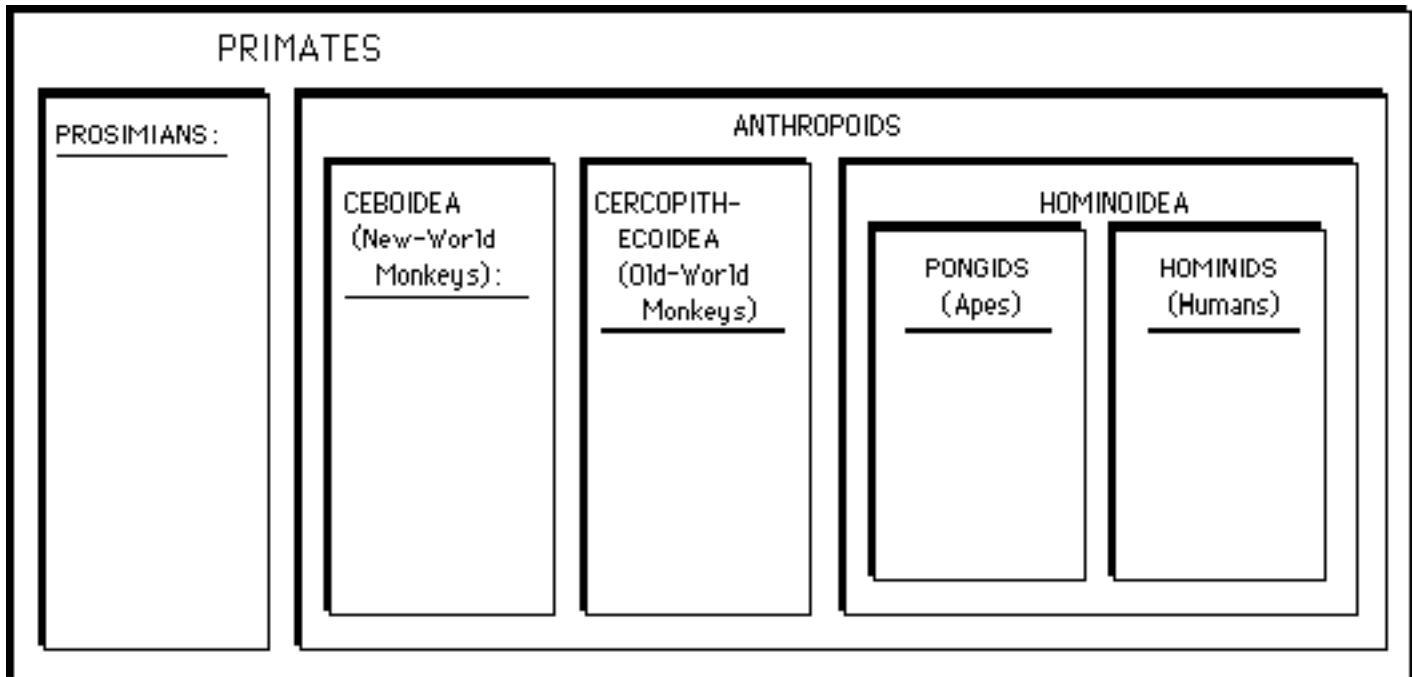 PRIMATES
PROSIMIANS:
ANTHROPOIDS
CEBOIDEA
(New-World
Monkeys):
CERCOPITH-
ECOIDEA
(Old-World
Monkeys)
HOMINOIDEA
PONGIDS
(Apes)
HOMINIDS
(Humans)